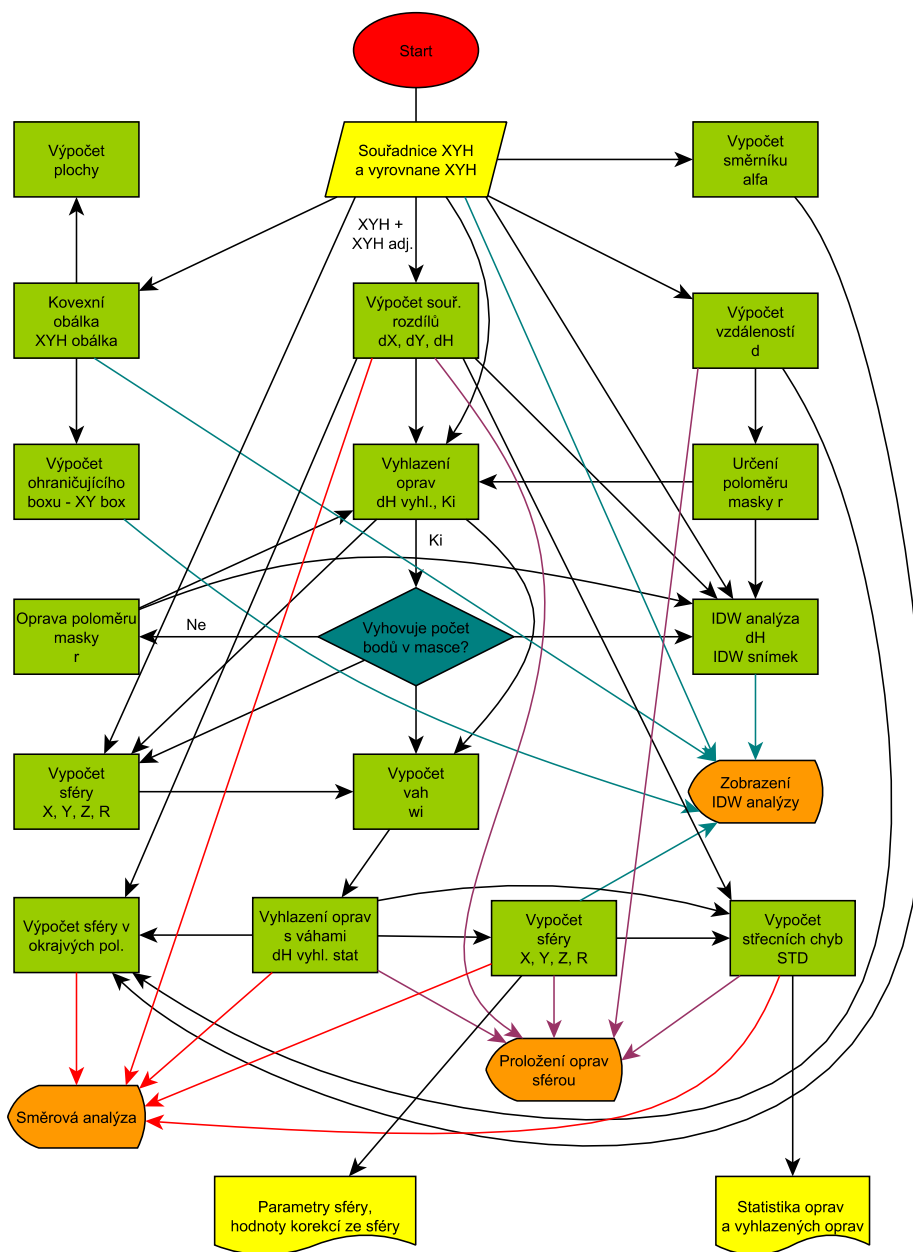 Start
Výpočet
plochy
Souřadnice XYH
a vyrovnane XYH
Vypočet
směrníku
alfa
XYH +
XYH adj.
Kovexní
obálka
XYH obálka
Výpočet souř.
rozdílů
dX, dY, dH
Výpočet
vzdáleností
d
Výpočet
ohraničujícího
boxu - XY box
Vyhlazení
oprav
dH vyhl., Ki
Určení
poloměru
masky r
Ki
Oprava poloměru
masky
r
Ne
Vyhovuje počet
bodů v masce?
IDW analýza
dH
IDW snímek
Vypočet
sféry
X, Y, Z, R
Vypočet
vah
wi
Zobrazení
IDW analýzy
Výpočet sféry v
okrajvých pol.
Vyhlazení oprav
s váhami
dH vyhl. stat
Vypočet
sféry
X, Y, Z, R
Vypočet
střecních chyb
STD
Proložení oprav
sférou
Směrová analýza
Parametry sféry,
hodnoty korekcí ze sféry
Statistika oprav
a vyhlazených oprav